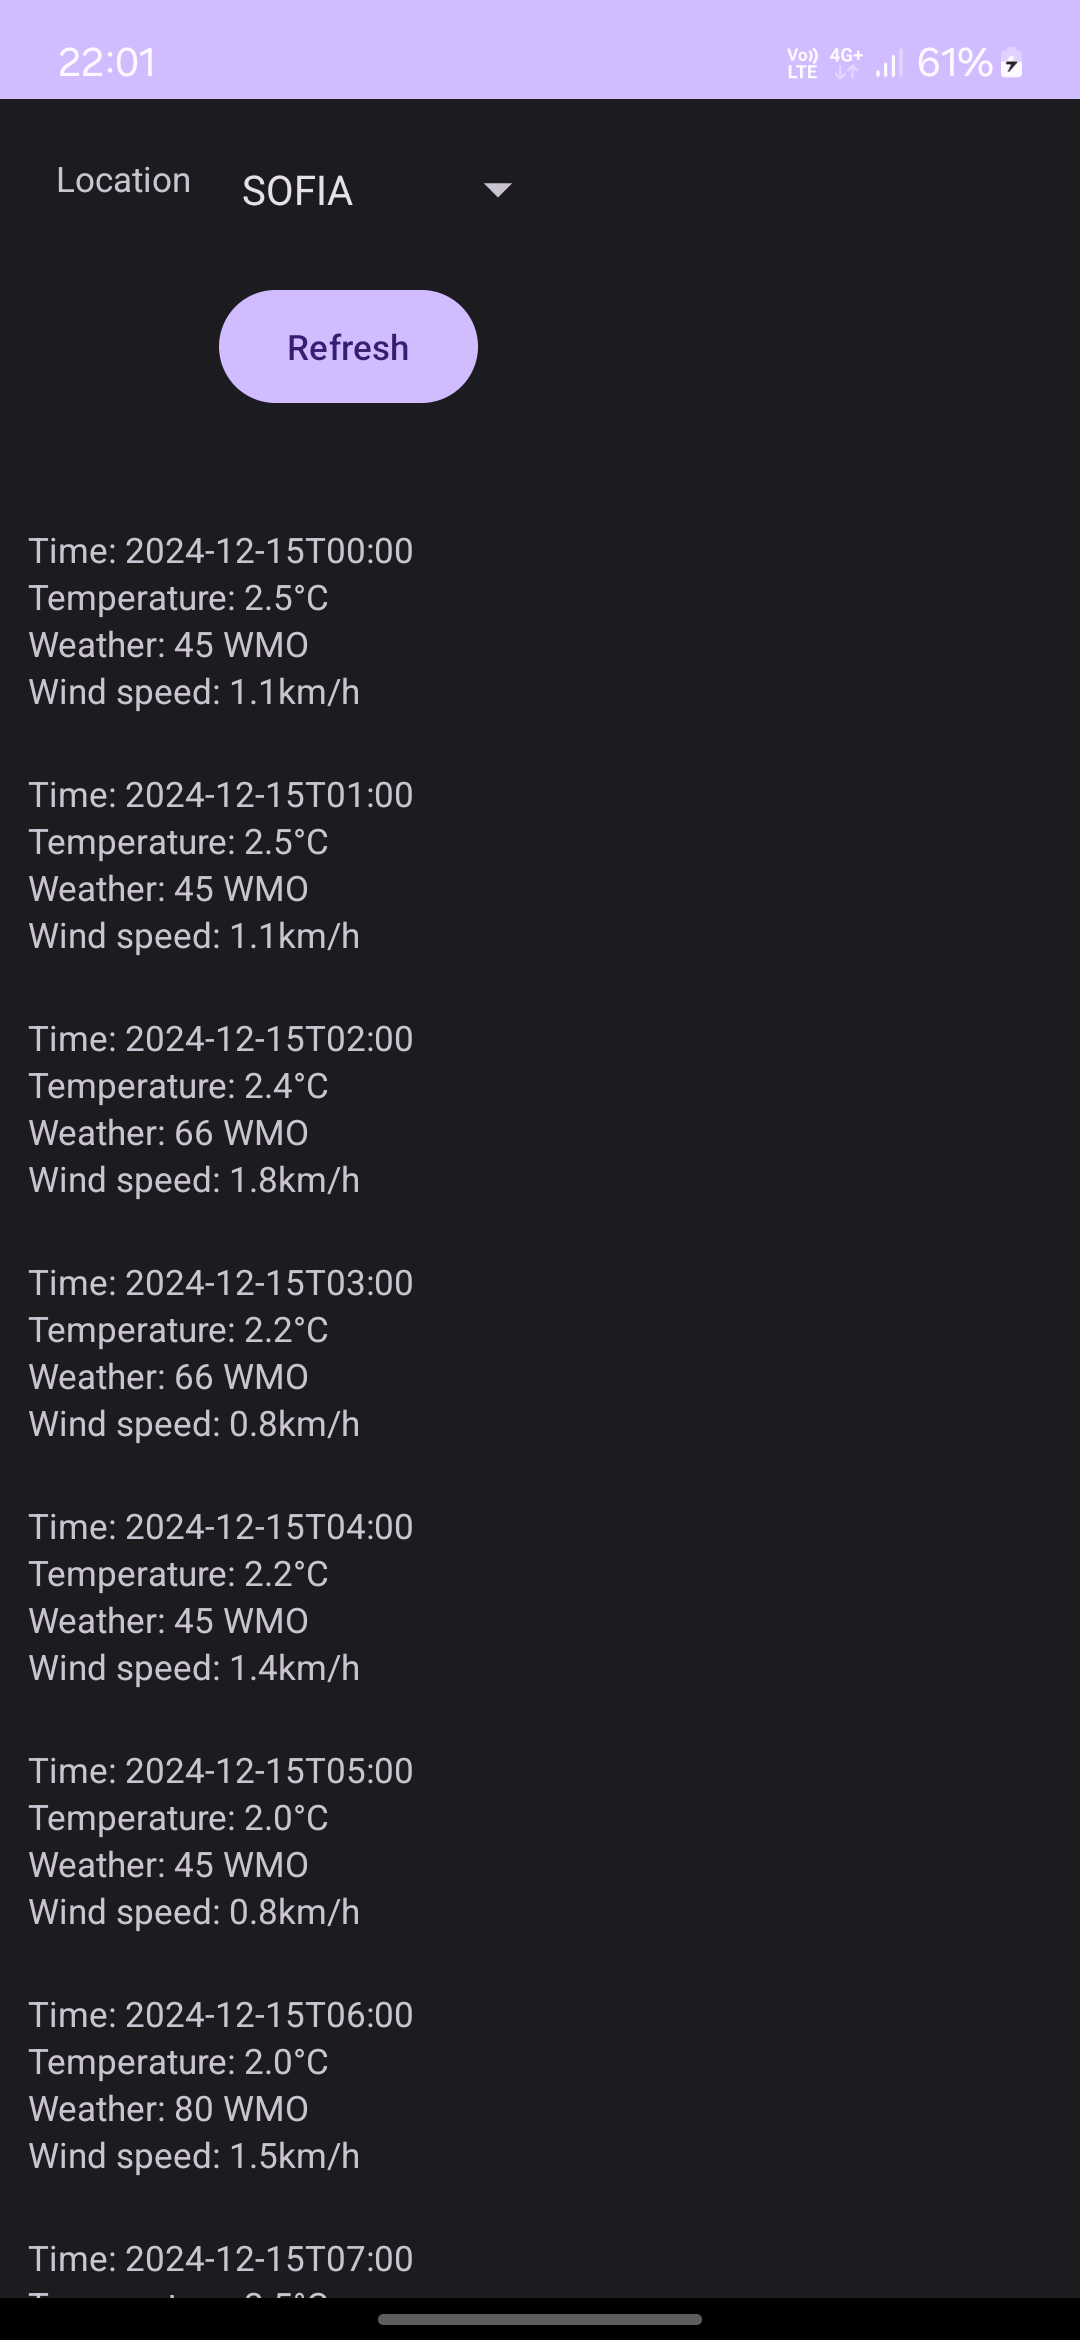 22:01
Vo)) LTE 4G+ 61%
Location SOFIA
Refresh
Time: 2024-12-15T00:00
Temperature: 2.5°C
Weather: 45 WMO
Wind speed: 1.1km/h
Time: 2024-12-15T01:00
Temperature: 2.5°C
Weather: 45 WMO
Wind speed: 1.1km/h
Time: 2024-12-15T02:00
Temperature: 2.4°C
Weather: 66 WMO
Wind speed: 1.8km/h
Time: 2024-12-15T03:00
Temperature: 2.2°C
Weather: 66 WMO
Wind speed: 0.8km/h
Time: 2024-12-15T04:00
Temperature: 2.2°C
Weather: 45 WMO
Wind speed: 1.4km/h
Time: 2024-12-15T05:00
Temperature: 2.0°C
Weather: 45 WMO
Wind speed: 0.8km/h
Time: 2024-12-15T06:00
Temperature: 2.0°C
Weather: 80 WMO
Wind speed: 1.5km/h
Time: 2024-12-15T07:00